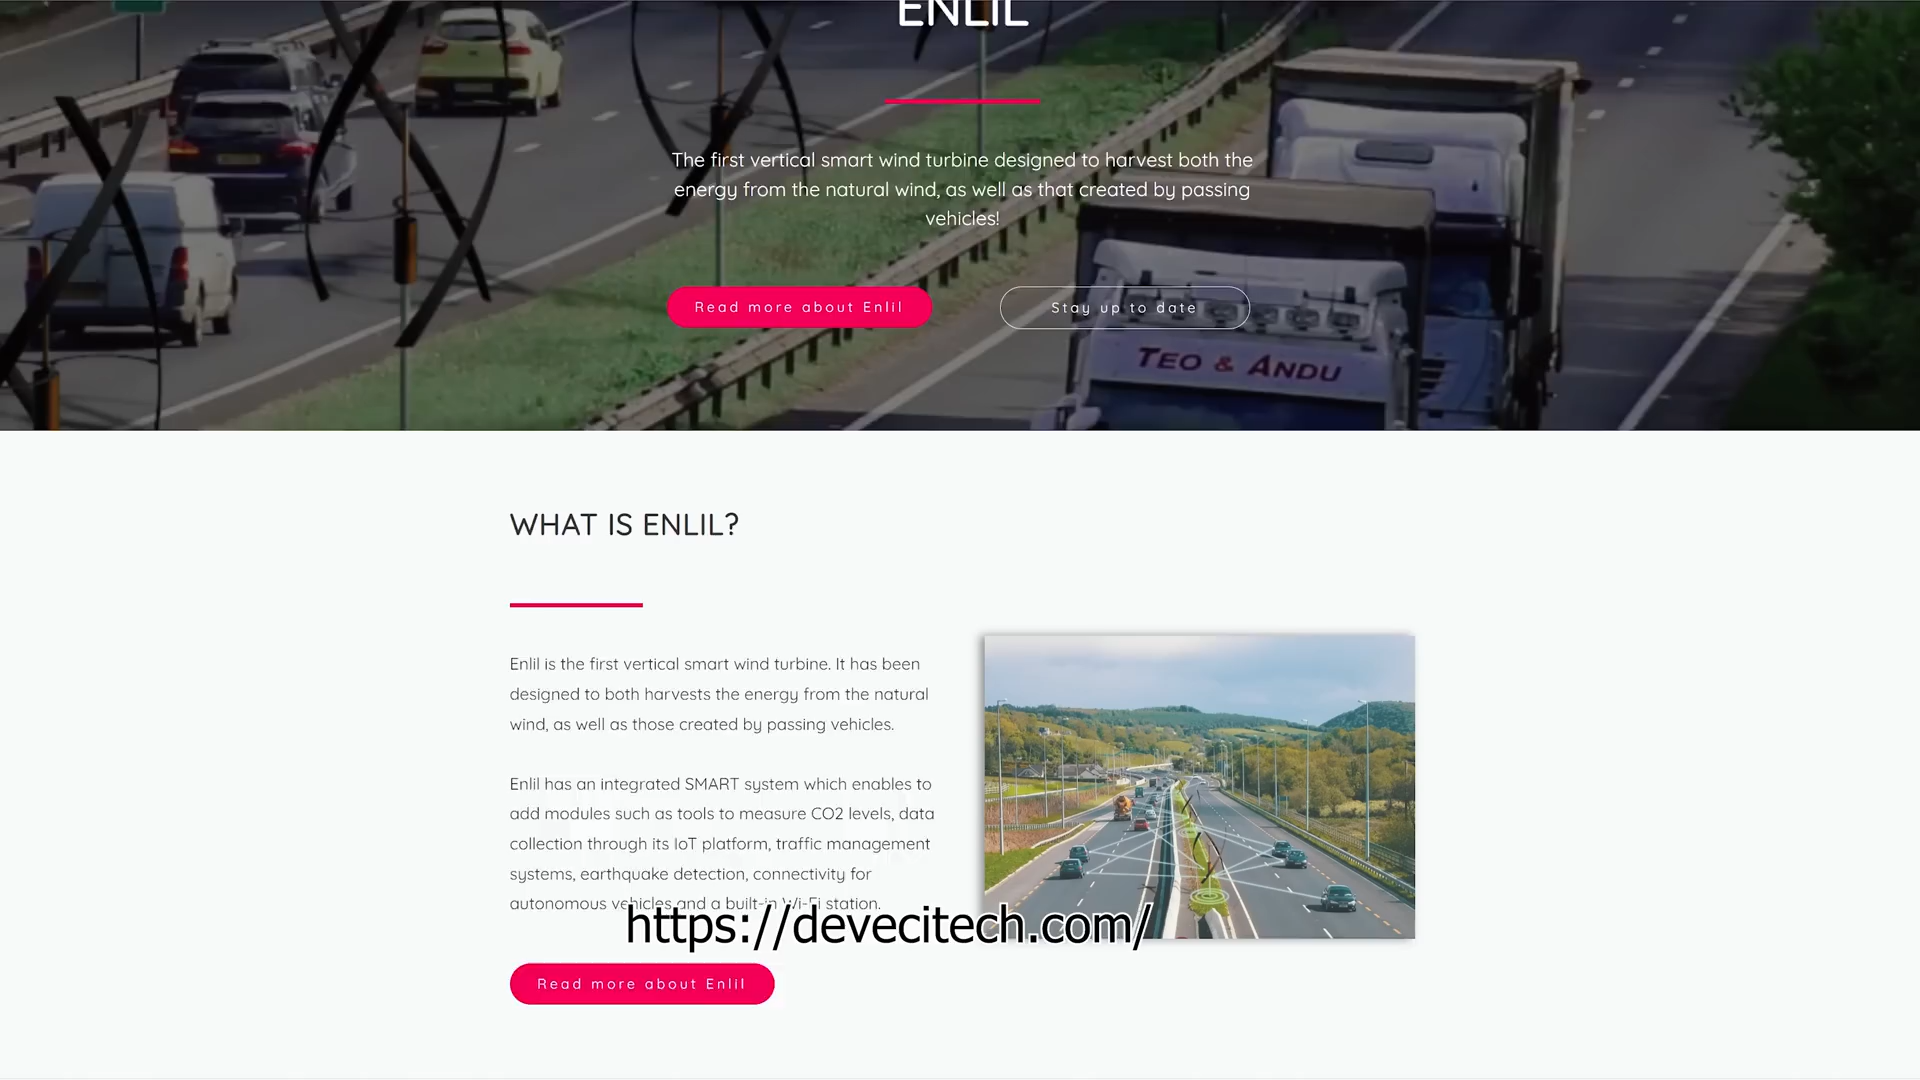 ENLIL
The first vertical smart wind turbine designed to harvest both the
energy from the natural wind, as well as that created by passing
vehicles!
Read more about Enlil
Stay up to date
TEO & ANDU
WHAT IS ENLIL?
Enlil is the first vertical smart wind turbine. It has been
designed to both harvests the energy from the natural
wind, as well as those created by passing vehicles.
Enlil has an integrated SMART system which enables to
add modules such as tools to measure CO2 levels, data
collection through its IoT platform, traffic management
systems, earthquake detection, connectivity for
autonomous vehicles and a built-in Wi-Fi station.
https://devecitech.com/
Read more about Enlil